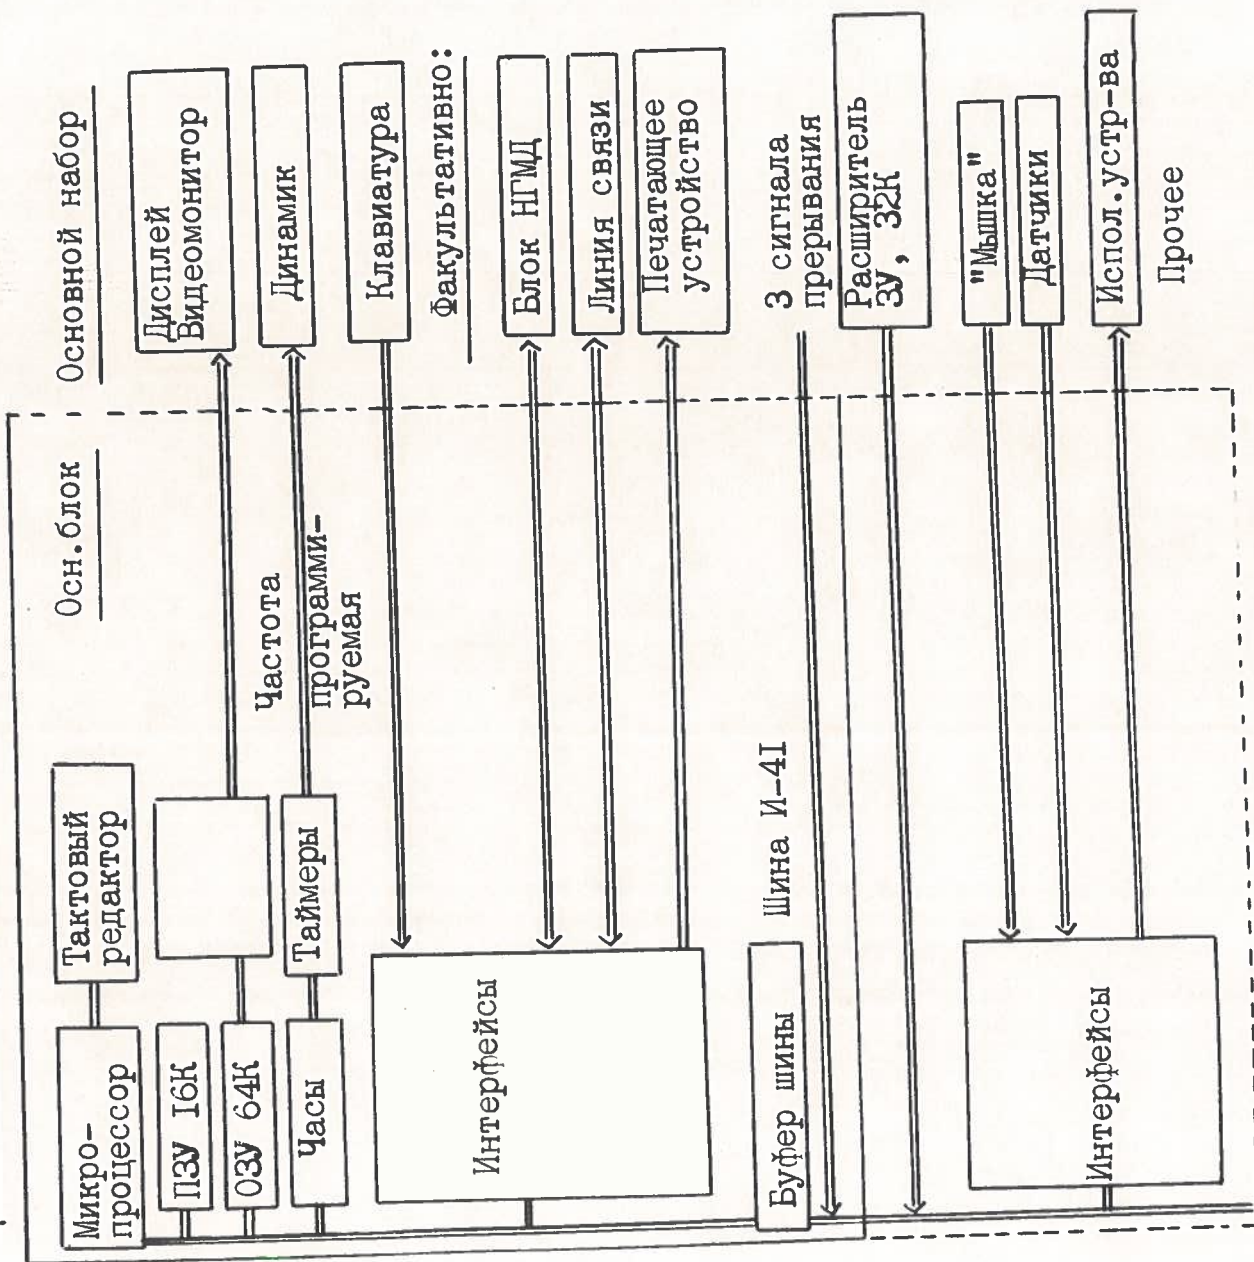 Осн.блок
Основной набор
Микро-
процессор
Тактовый
редактор
Дисплей
Видеомонитор
ПЗУ I6К
ОЗУ 64К
Часы
Таймеры
Частота
программи-
руемая
Динамик
Клавиатура
Факультативно:
Интерфейсы
Блок НГМД
Линия связи
Печатающее
устройство
Буфер шины
Шина И-4I
3 сигнала
прерывания
Расширитель
ЗУ, 32К
Интерфейсы
"Мышка"
Датчики
Испол.устр-ва
Прочее